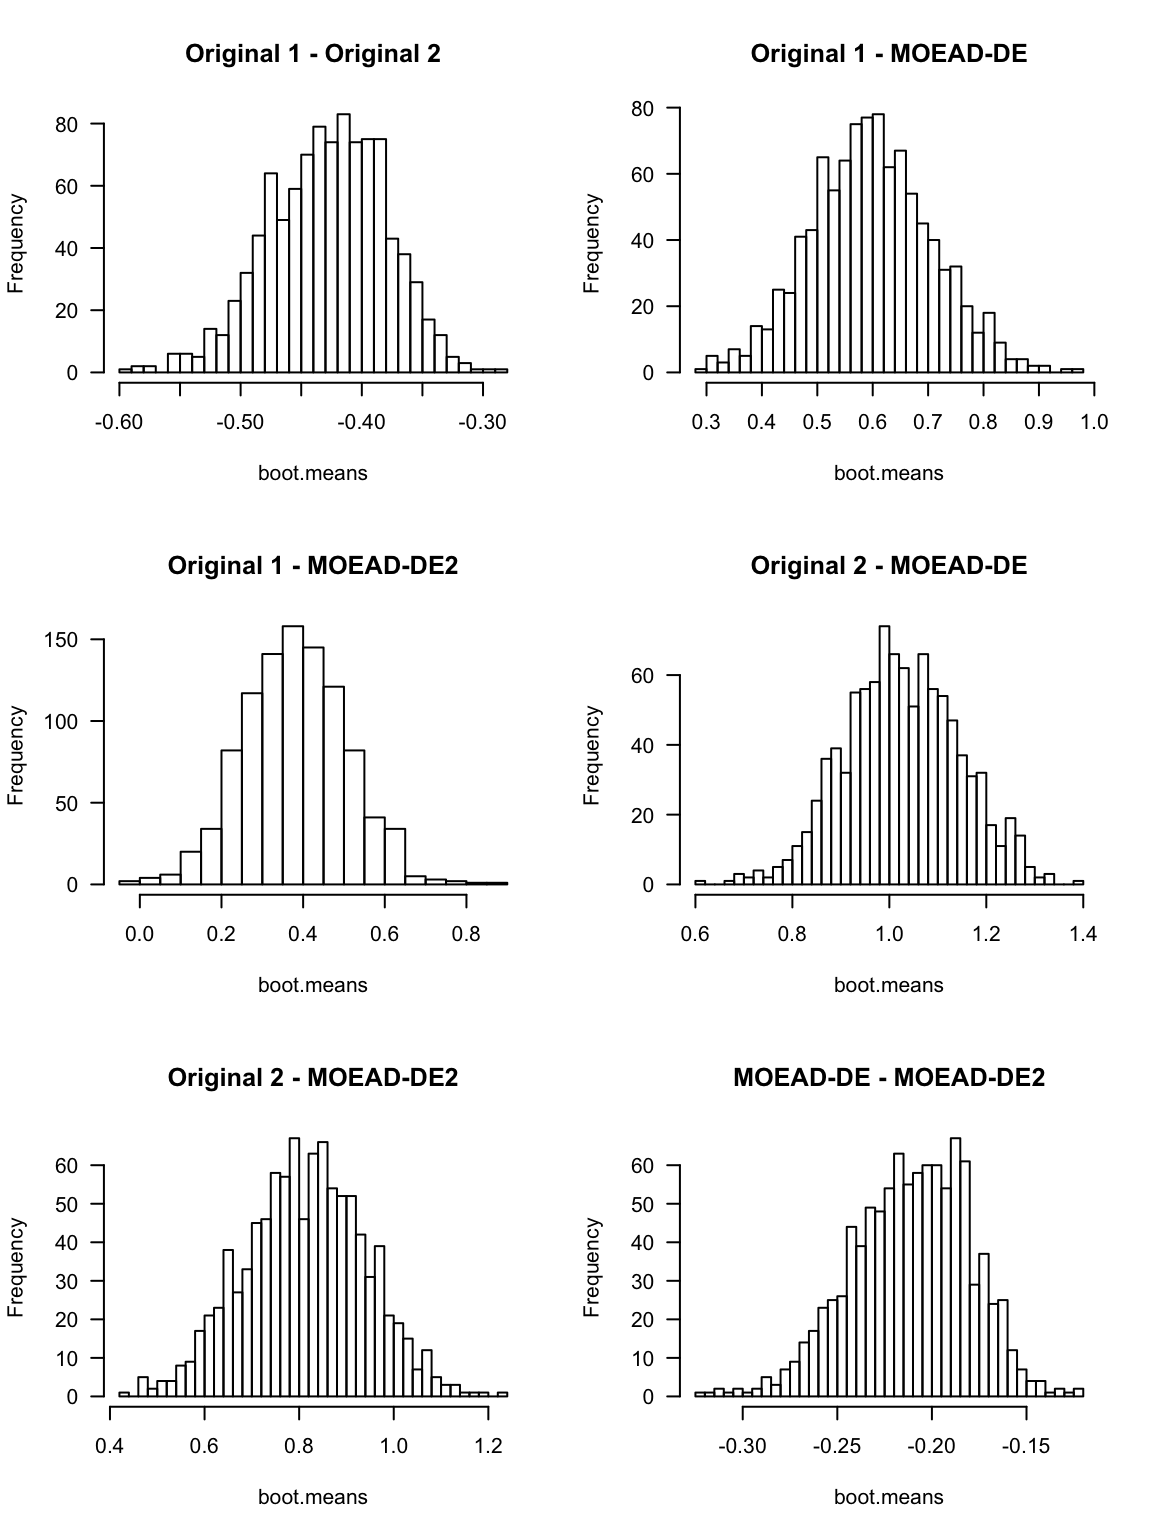 Original 1 - Original 2
Frequency
80
60
40
20
0
-0.60 -0.50 -0.40 -0.30
boot.means
Original 1 - MOEAD-DE
Frequency
80
60
40
20
0
0.3 0.4 0.5 0.6 0.7 0.8 0.9 1.0
boot.means
Original 1 - MOEAD-DE2
Frequency
150
100
50
0
0.0 0.2 0.4 0.6 0.8
boot.means
Original 2 - MOEAD-DE
Frequency
60
40
20
0
0.6 0.8 1.0 1.2 1.4
boot.means
Original 2 - MOEAD-DE2
Frequency
60
50
40
30
20
10
0
0.4 0.6 0.8 1.0 1.2
boot.means
MOEAD-DE - MOEAD-DE2
Frequency
60
50
40
30
20
10
0
-0.30 -0.25 -0.20 -0.15
boot.means